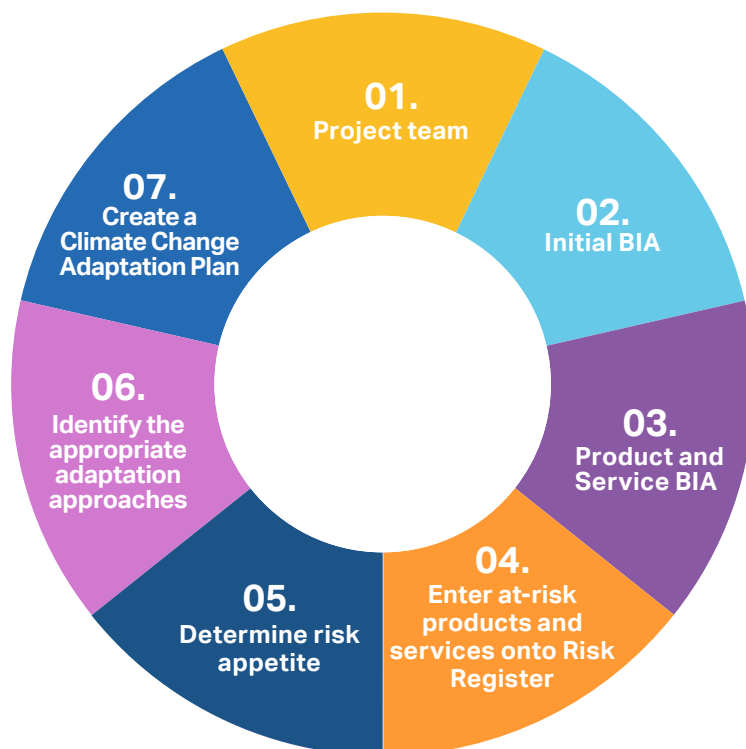 01.
Project team
02.
Initial BIA
03.
Product and
Service BIA
04.
Enter at-risk
products and
services onto Risk
Register
05.
Determine risk
appetite
06.
Identify the
appropriate
adaptation
approaches
07.
Create a
Climate Change
Adaptation Plan